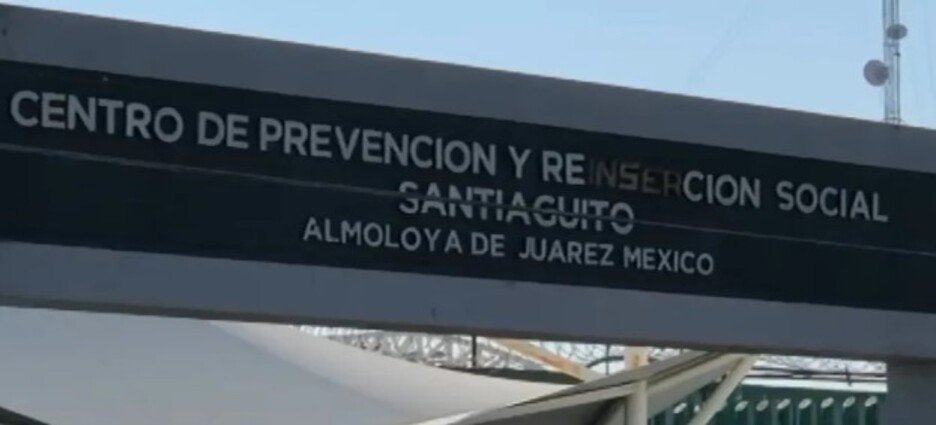 CENTRO DE PREVENCION Y REINSERCION SOCIAL
SANTIAGUITO
ALMOLOYA DE JUAREZ MEXICO